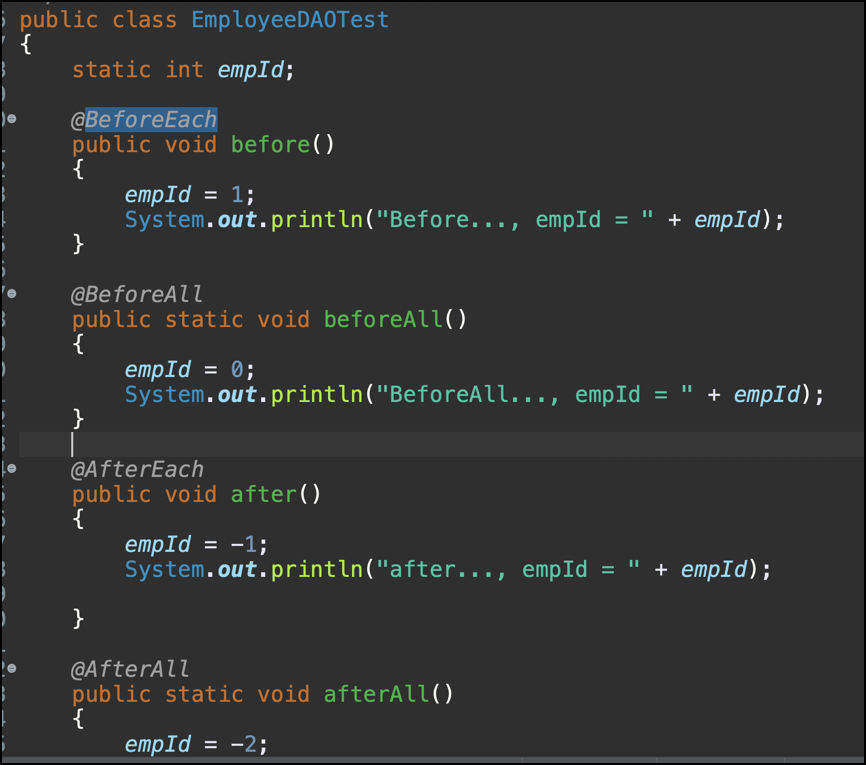 public class EmployeeDAOTest
{
static int empId;
@BeforeEach
public void before()
{
empId = 1;
System.out.println("Before..., empId = " + empId);
}
@BeforeAll
public static void beforeAll()
{
empId = 0;
System.out.println("BeforeAll..., empId = " + empId);
}
@AfterEach
public void after()
{
empId = -1;
System.out.println("after..., empId = " + empId);
}
@AfterAll
public static void afterAll()
{
empId = -2;